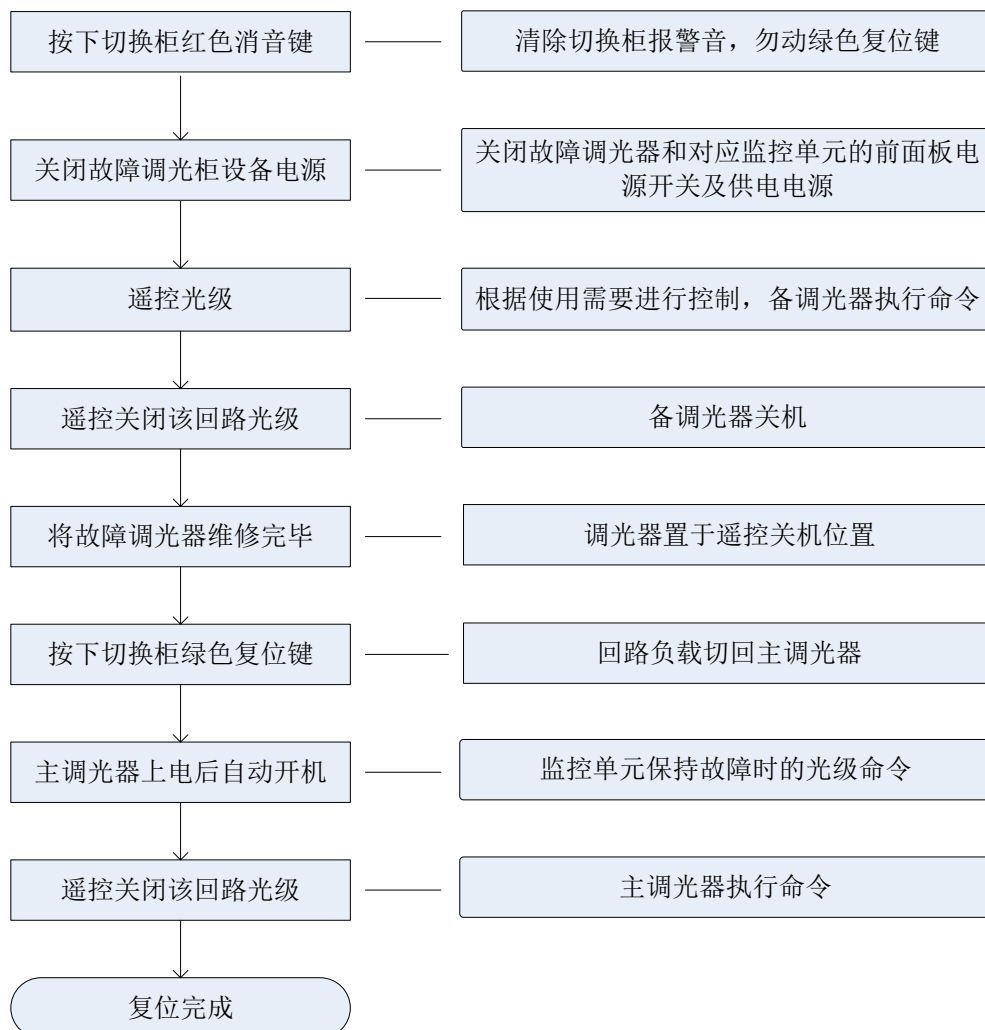 按下切换柜红色消音键
清除切换柜报警音，勿动绿色复位键
关闭故障调光柜设备电源
关闭故障调光器和对应监控单元的前面板电
源开关及供电电源
遥控光级
根据使用需要进行控制，备调光器执行命令
遥控关闭该回路光级
备调光器关机
将故障调光器维修完毕
调光器置于遥控关机位置
按下切换柜绿色复位键
回路负载切回主调光器
主调光器上电后自动开机
监控单元保持故障时的光级命令
遥控关闭该回路光级
主调光器执行命令
复位完成